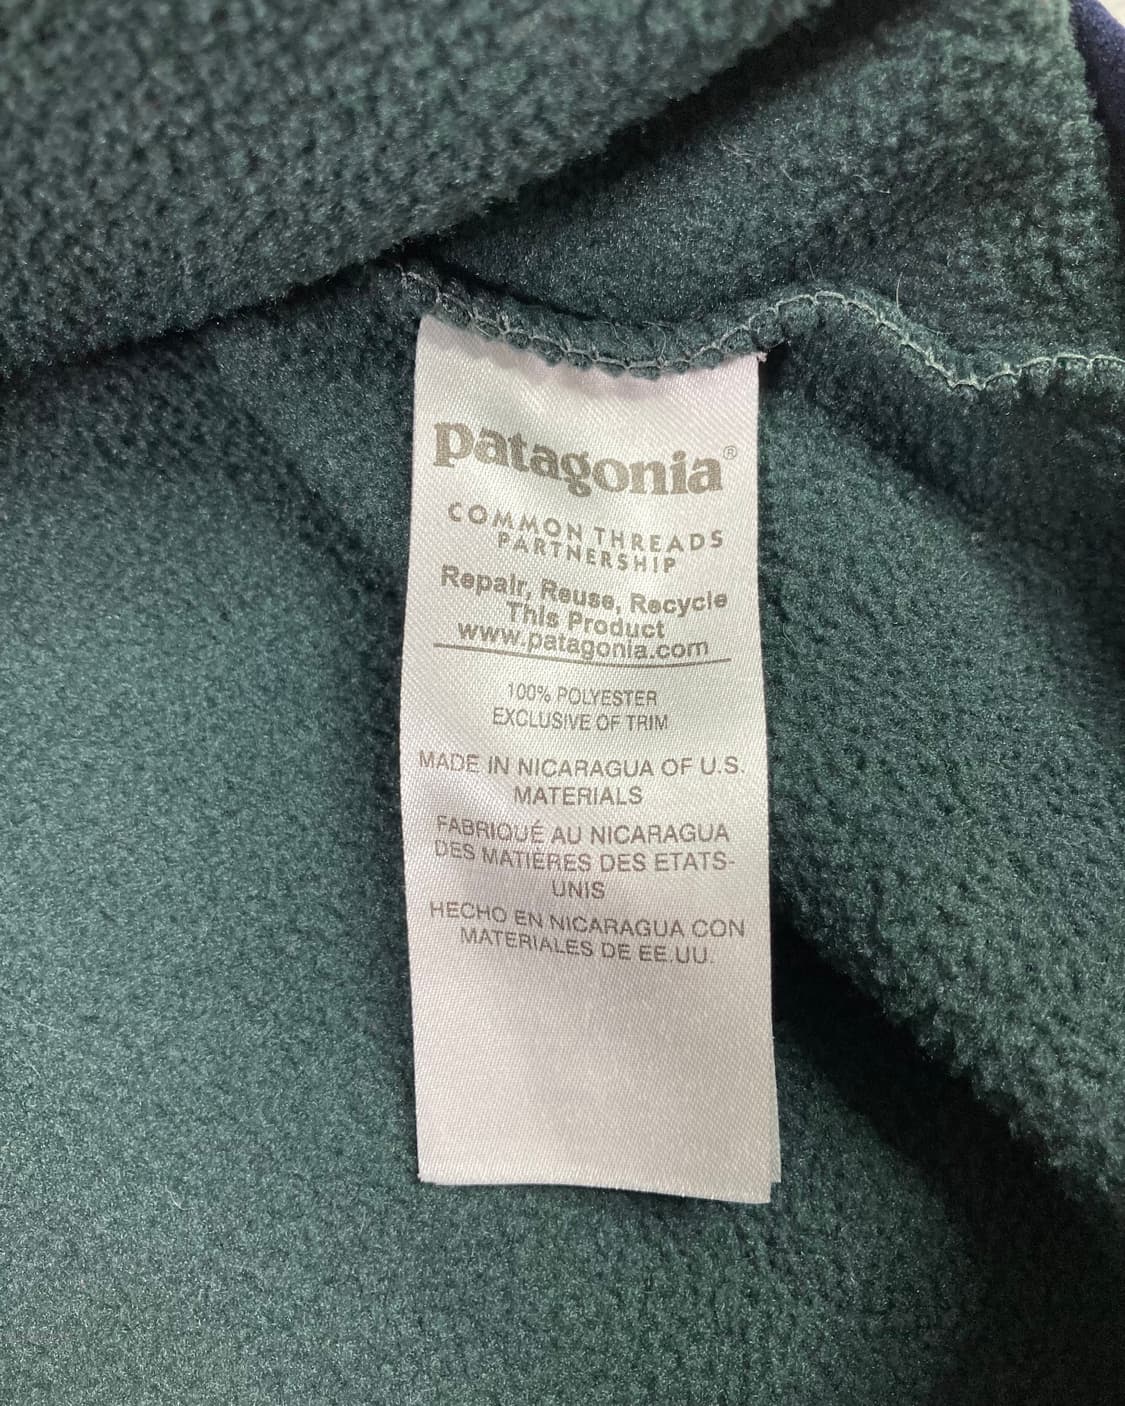 patagonia®
COMMON THREADS
PARTNERSHIP
Repair, Reuse, Recycle
This Product
www.patagonia.com
100% POLYESTER
EXCLUSIVE OF TRIM
MADE IN NICARAGUA OF U.S.
MATERIALS
FABRIQUÉ AU NICARAGUA
DES MATIÈRES DES ETATS-
UNIS
HECHO EN NICARAGUA CON
MATERIALES DE EE.UU.